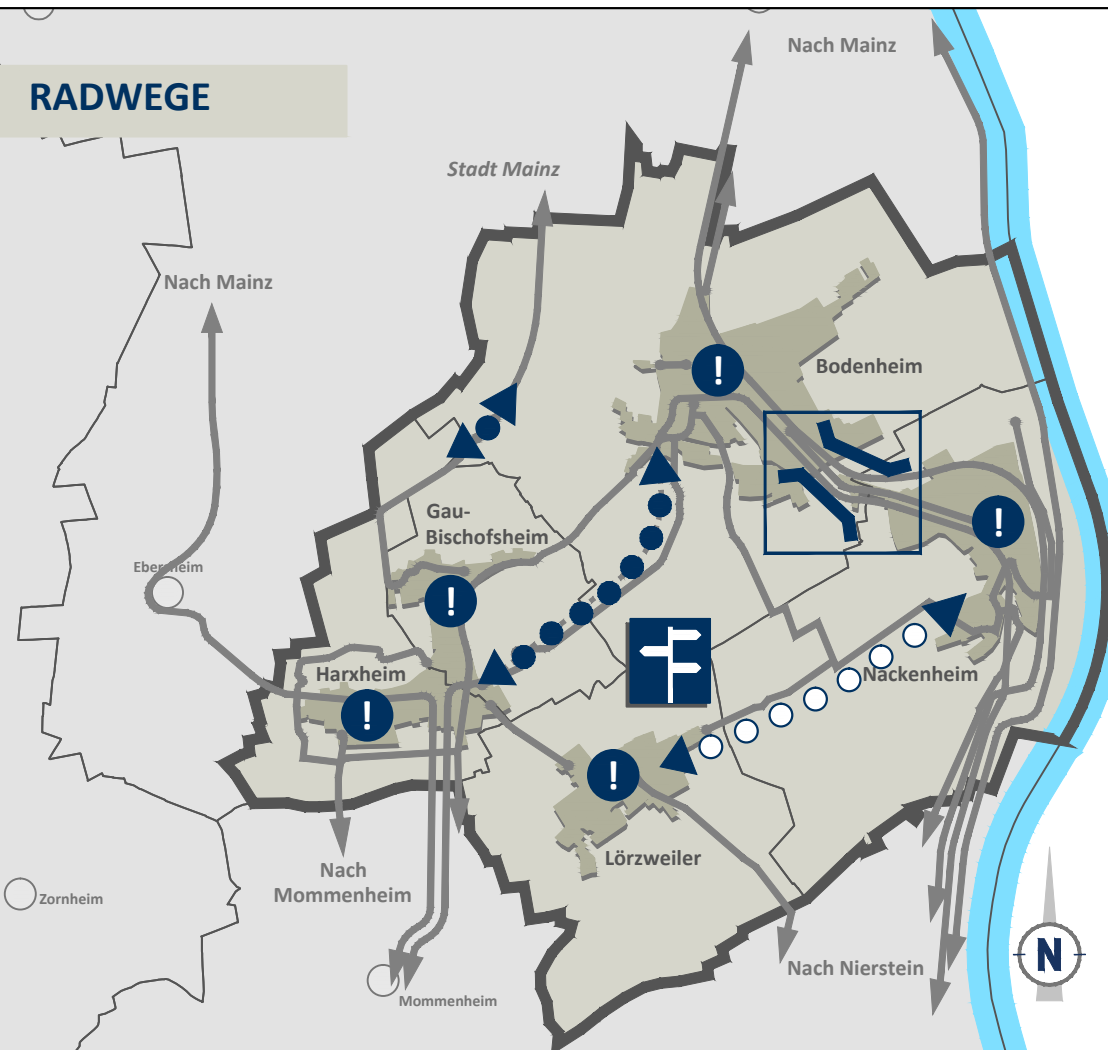 Nach Mainz
RADWEGE
Stadt Mainz
Nach Mainz
Bodenheim
!
Gau-
Bischofsheim
!
Ebersheim
!
Harxheim
Nackenheim
!
!
Lörzweiler
Nach
Mommenheim
Zornheim
Nach Nierstein
N
Mommenheim